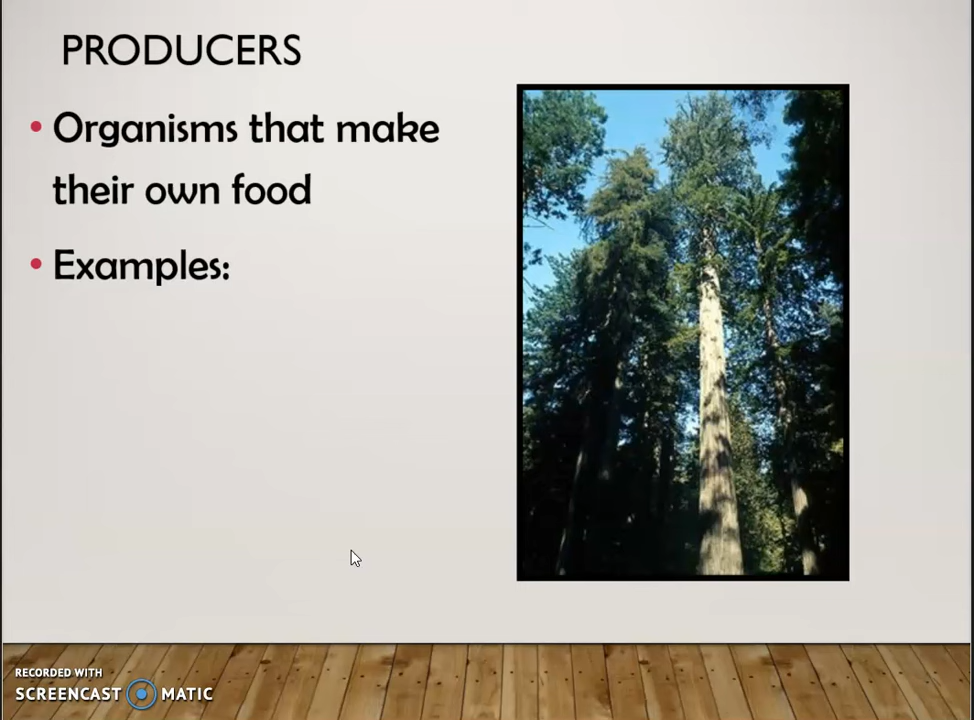 PRODUCERS
• Organisms that make
their own food
• Examples:
RECORDED WITH
SCREENCAST MATIC